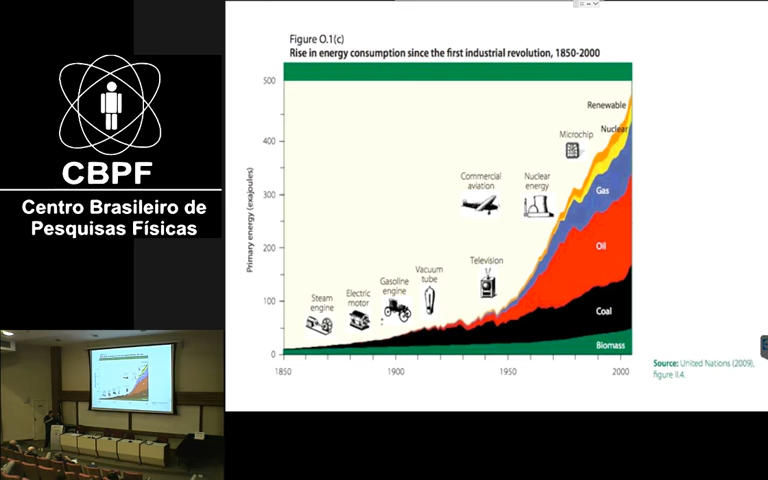 CBPF
Centro Brasileiro de
Pesquisas Físicas
Figure O.1(c)
Rise in energy consumption since the first industrial revolution, 1850-2000
Primary energy (exajoules)
500
400
300
200
100
0
1850
1900
1950
2000
Steam
engine
Electric
motor
Gasoline
engine
Vacuum
tube
Television
Commercial
aviation
Nuclear
energy
Microchip
Renewable
Nuclear
Gas
Oil
Coal
Biomass
Source: United Nations (2009),
figure II.4.